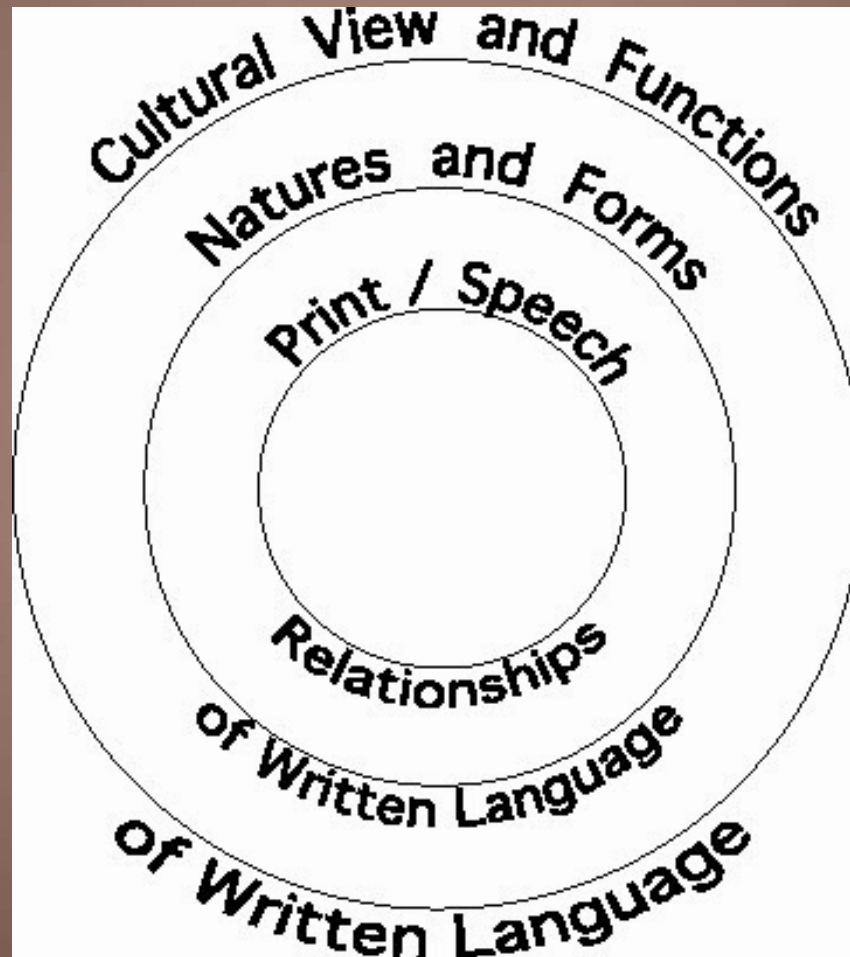 Cultural View and Functions
of Written Language
Natures and Forms
of Written Language
Print / Speech
Relationships